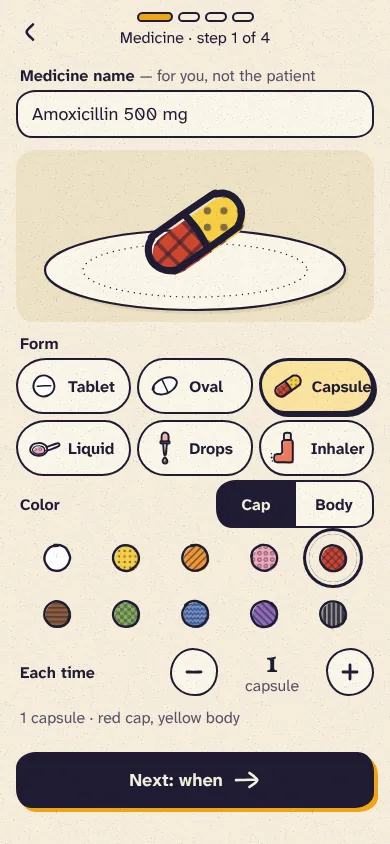 Medicine · step 1 of 4
Medicine name — for you, not the patient
Amoxicillin 500 mg
Form
Tablet
Oval
Capsule
Liquid
Drops
Inhaler
Color
Cap
Body
Each time
1
capsule
1 capsule · red cap, yellow body
Next: when